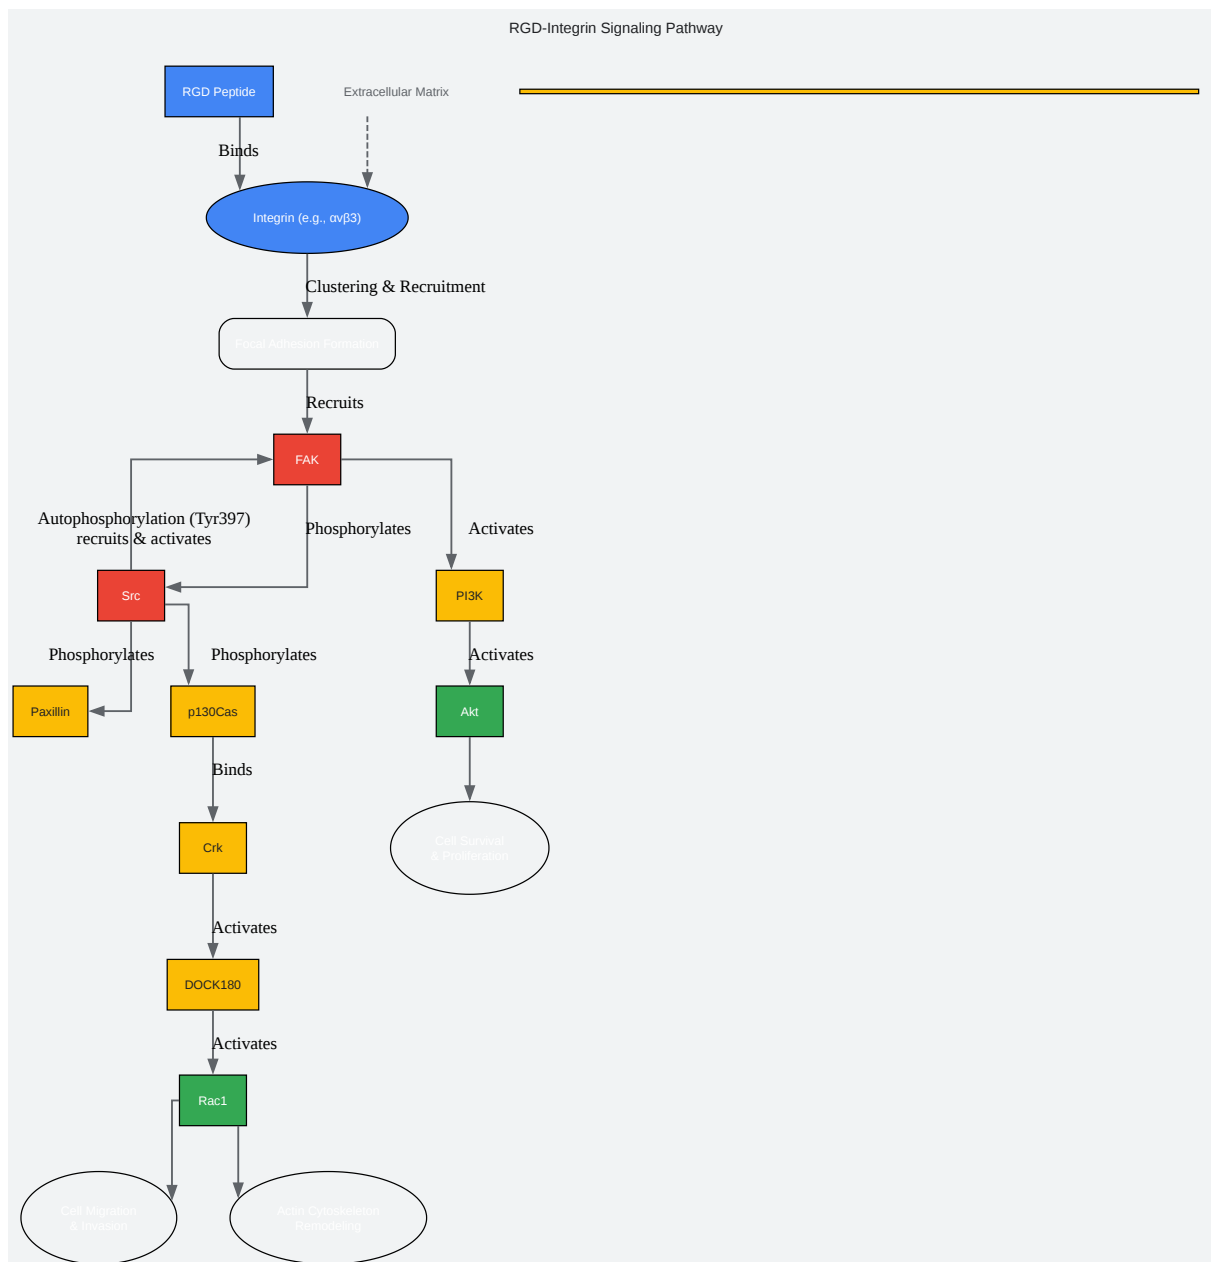 RGD-Integrin Signaling Pathway
RGD Peptide
Extracellular Matrix
Binds
Integrin (e.g., αvβ3)
Clustering & Recruitment
Focal Adhesion Formation
Recruits
FAK
Autophosphorylation (Tyr397)
recruits & activates
Phosphorylates
Activates
Src
PI3K
Phosphorylates
Phosphorylates
Activates
Paxillin
p130Cas
Akt
Binds
Crk
Cell Survival
& Proliferation
Activates
DOCK180
Activates
Rac1
Cell Migration
& Invasion
Actin Cytoskeleton
Remodeling